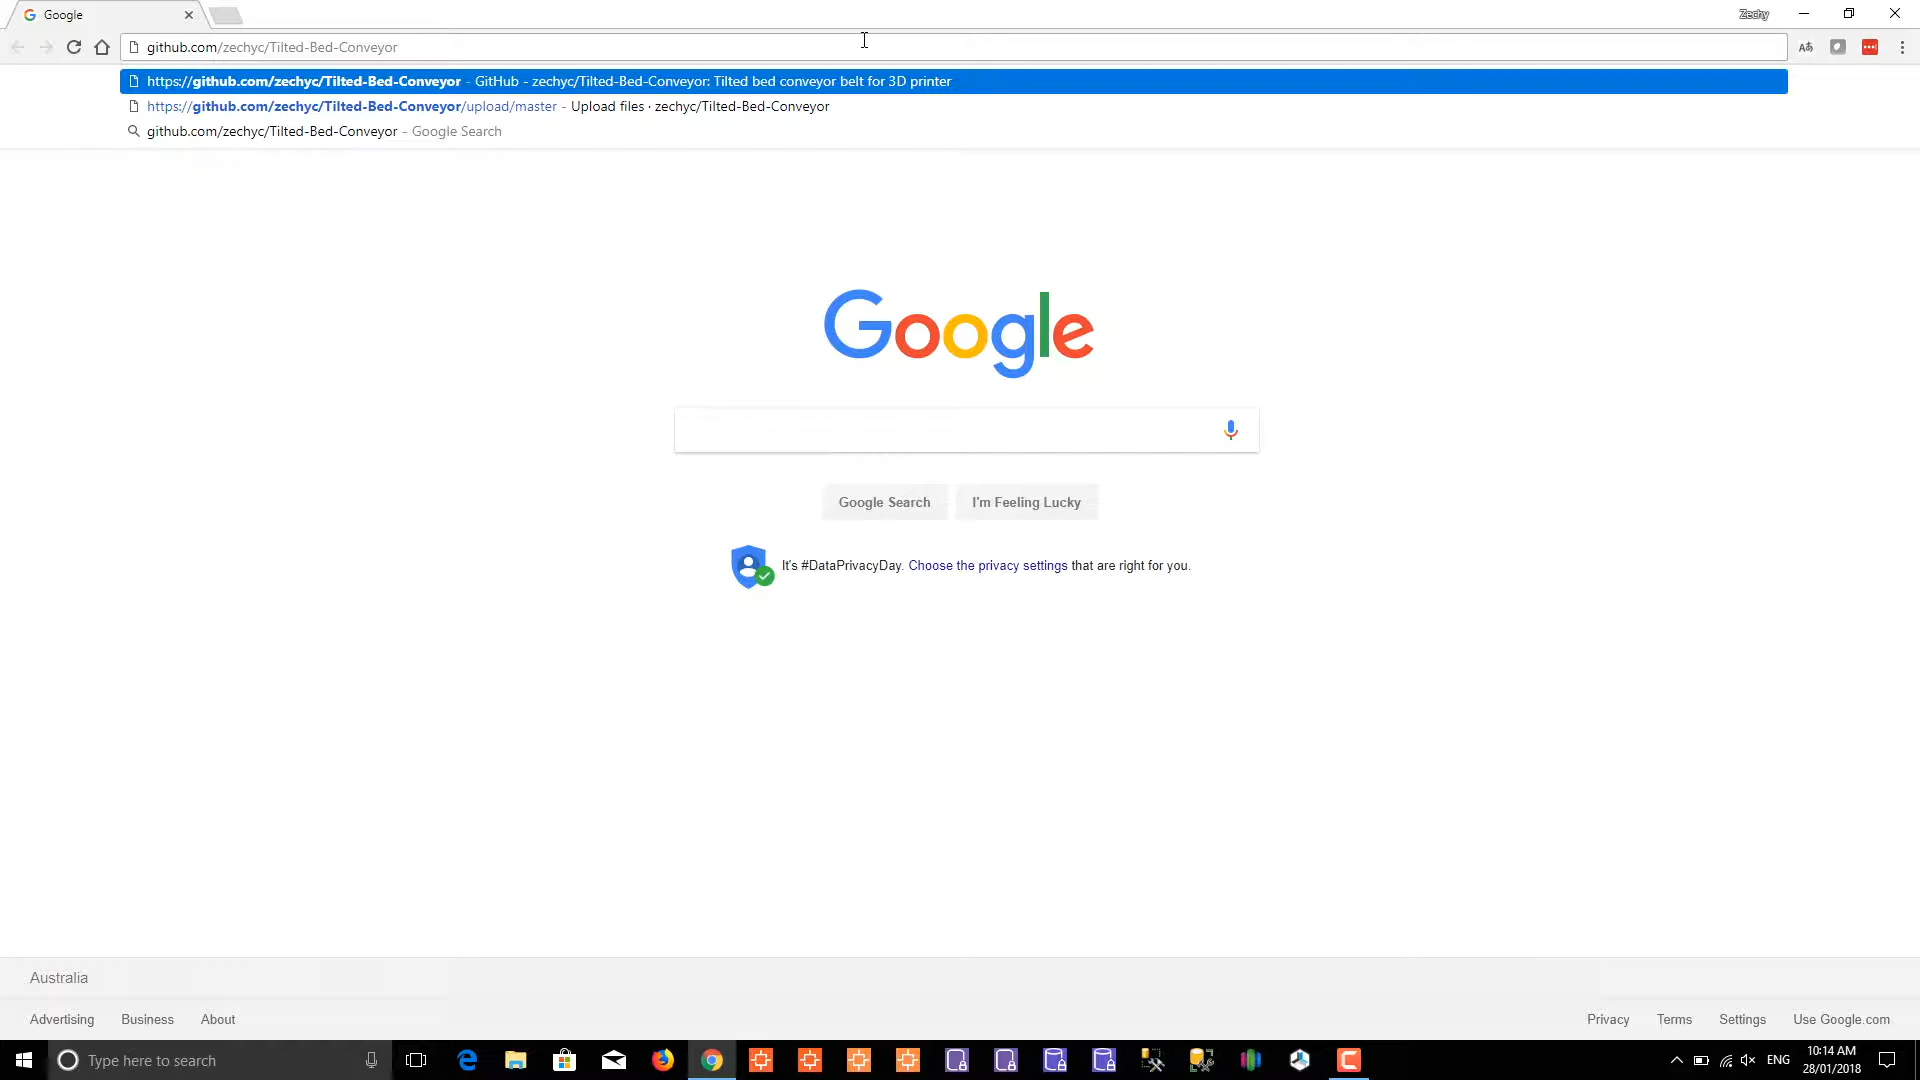 Google
Zechy
github.com/zechyc/Tilted-Bed-Conveyor
https://github.com/zechyc/Tilted-Bed-Conveyor - GitHub - zechyc/Tilted-Bed-Conveyor: Tilted bed conveyor belt for 3D printer
https://github.com/zechyc/Tilted-Bed-Conveyor/upload/master - Upload files · zechyc/Tilted-Bed-Conveyor
github.com/zechyc/Tilted-Bed-Conveyor - Google Search
Google
Google Search
I'm Feeling Lucky
It's #DataPrivacyDay. Choose the privacy settings that are right for you.
Australia
Advertising Business About
Privacy Terms Settings Use Google.com
Type here to search
ENG
10:14 AM
28/01/2018